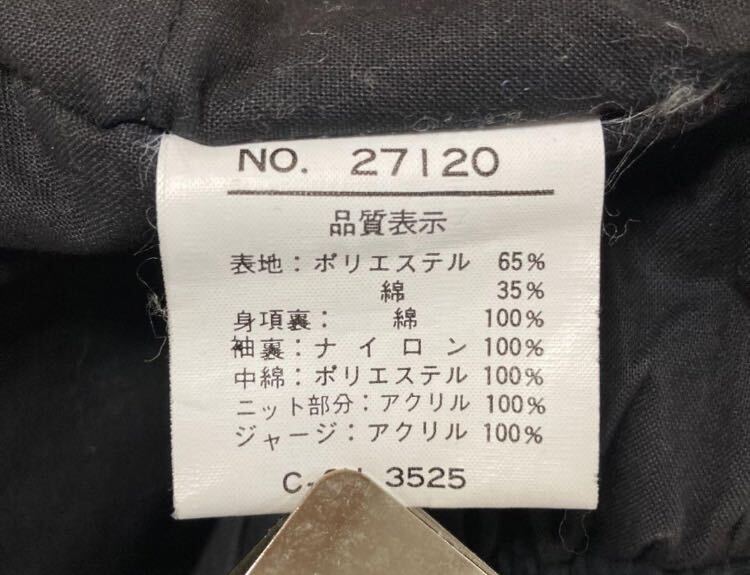 NO. 27120
品質表示
表地：ポリエステル 65%
綿 35%
身項裏： 綿 100%
袖裏：ナイロン 100%
中綿：ポリエステル 100%
ニット部分：アクリル 100%
ジャージ：アクリル 100%
3525